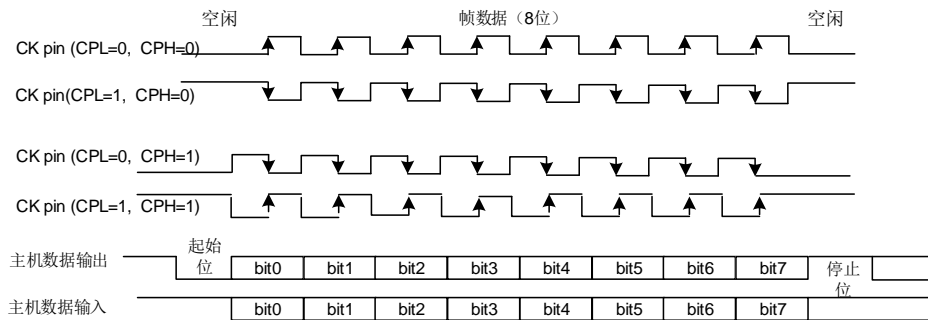 空闲 帧数据（8位） 空闲
CK pin (CPL=0, CPH=0)
CK pin(CPL=1, CPH=0)
CK pin (CPL=0, CPH=1)
CK pin (CPL=1, CPH=1)
起始位
主机数据输出 bit0 bit1 bit2 bit3 bit4 bit5 bit6 bit7 停止位
主机数据输入 bit0 bit1 bit2 bit3 bit4 bit5 bit6 bit7